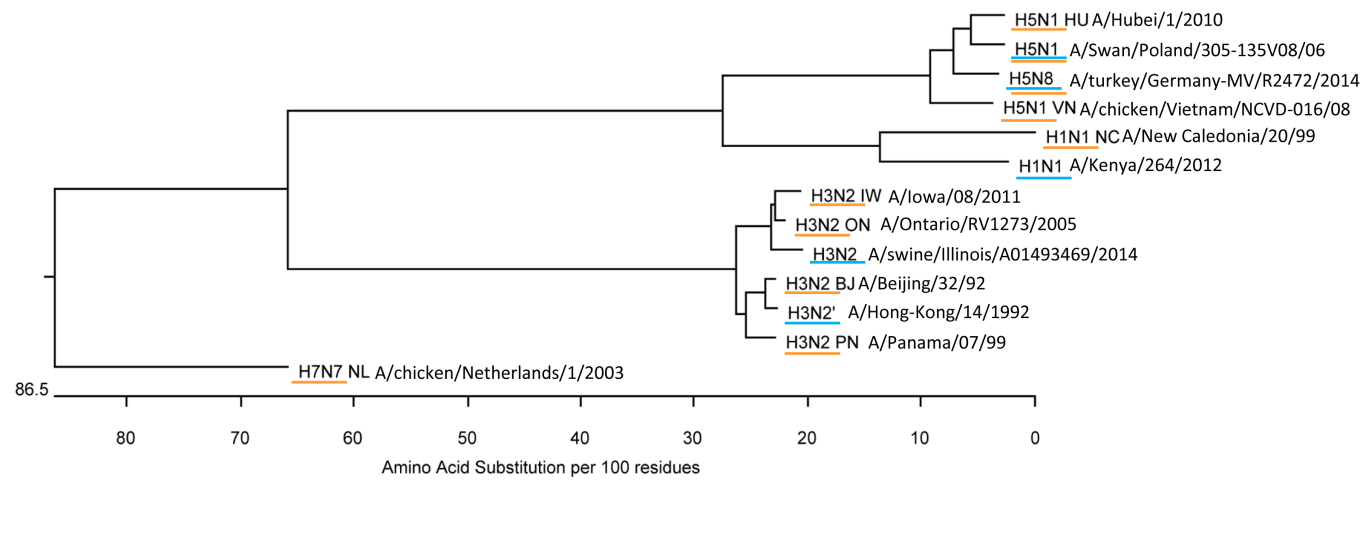 H5N1 HU A/Hubei/1/2010
H5N1 A/Swan/Poland/305-135V08/06
H5N8 A/turkey/Germany-MV/R2472/2014
H5N1 VN A/chicken/Vietnam/NCVD-016/08
H1N1 NC A/New Caledonia/20/99
H1N1 A/Kenya/264/2012
H3N2 IW A/Iowa/08/2011
H3N2 ON A/Ontario/RV1273/2005
H3N2 A/swine/Illinois/A01493469/2014
H3N2 BJ A/Beijing/32/92
H3N2' A/Hong-Kong/14/1992
H3N2 PN A/Panama/07/99
H7N7 NL A/chicken/Netherlands/1/2003
86.5
80 70 60 50 40 30 20 10 0
Amino Acid Substitution per 100 residues